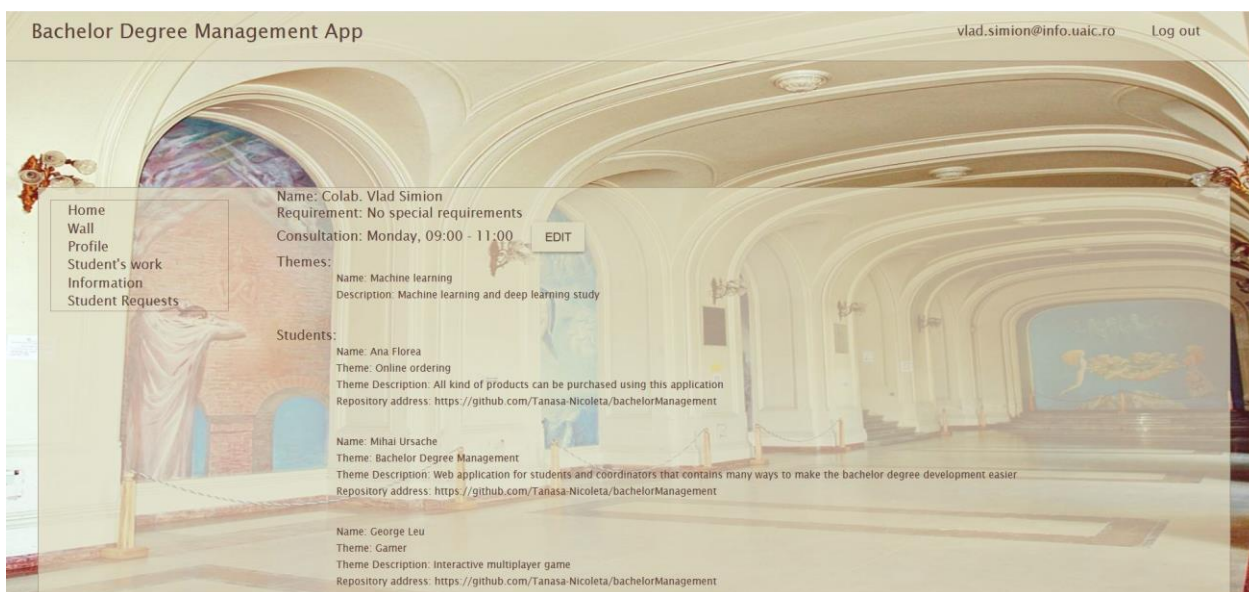 Bachelor Degree Management App
vlad.simion@info.uaic.ro
Log out
Home
Wall
Profile
Student's work
Information
Student Requests
Name: Colab. Vlad Simion
Requirement: No special requirements
Consultation: Monday, 09:00 - 11:00
EDIT
Themes:
Name: Machine learning
Description: Machine learning and deep learning study
Students:
Name: Ana Florea
Theme: Online ordering
Theme Description: All kind of products can be purchased using this application
Repository address: https://github.com/Tanasa-Nicoleta/bachelorManagement
Name: Mihai Ursache
Theme: Bachelor Degree Management
Theme Description: Web application for students and coordinators that contains many ways to make the bachelor degree development easier
Repository address: https://github.com/Tanasa-Nicoleta/bachelorManagement
Name: George Leu
Theme: Gamer
Theme Description: Interactive multiplayer game
Repository address: https://github.com/Tanasa-Nicoleta/bachelorManagement